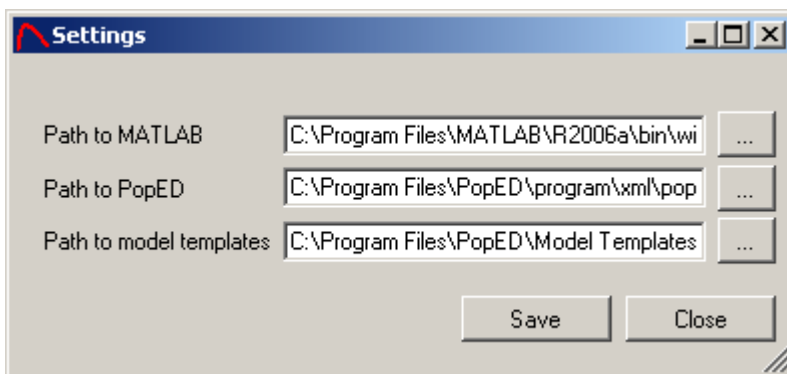 Settings
Path to MATLAB C:\Program Files\MATLAB\R2006a\bin\wi ...
Path to PopED C:\Program Files\PopED\program\xml\pop ...
Path to model templates C:\Program Files\PopED\Model Templates ...
Save Close